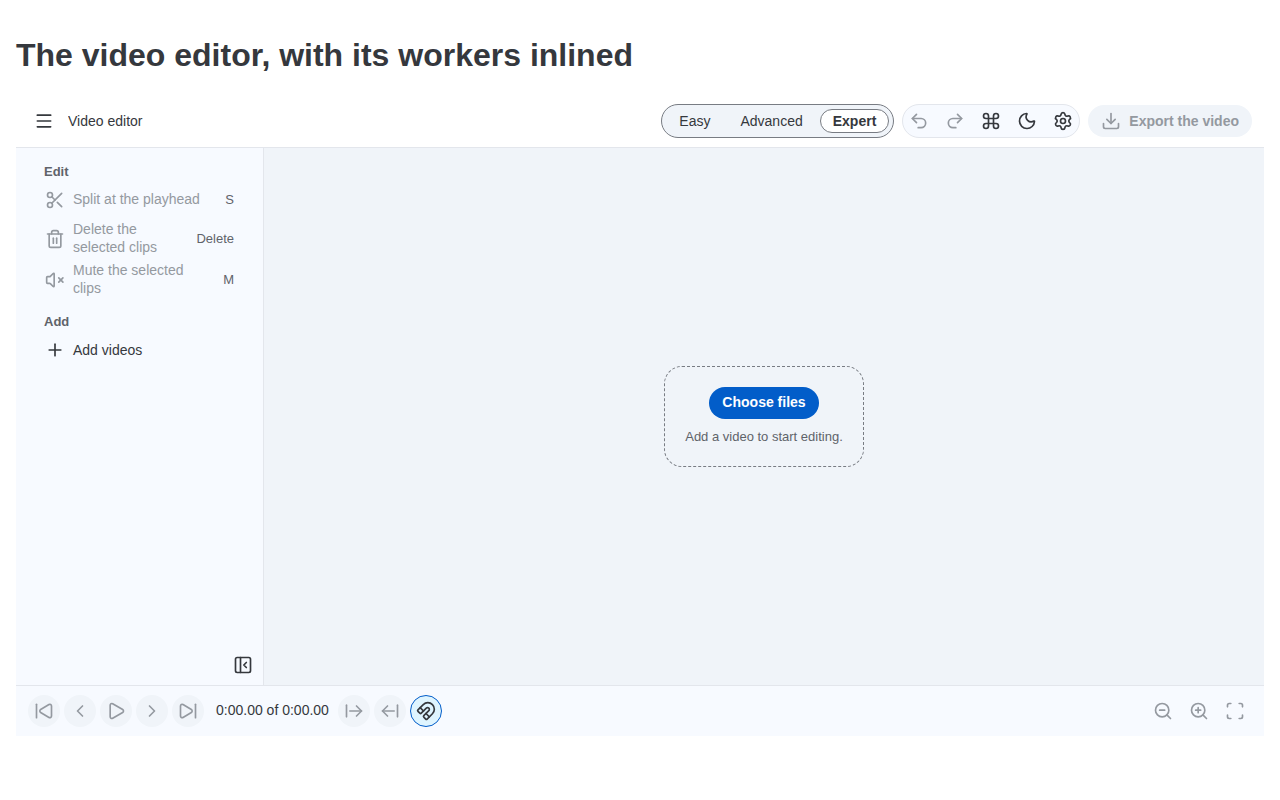 The video editor, with its workers inlined
Video editor
Easy
Advanced
Expert
Export the video
Edit
Split at the playhead S
Delete the
selected clips Delete
Mute the selected
clips M
Add
Add videos
Choose files
Add a video to start editing.
0:00.00 of 0:00.00